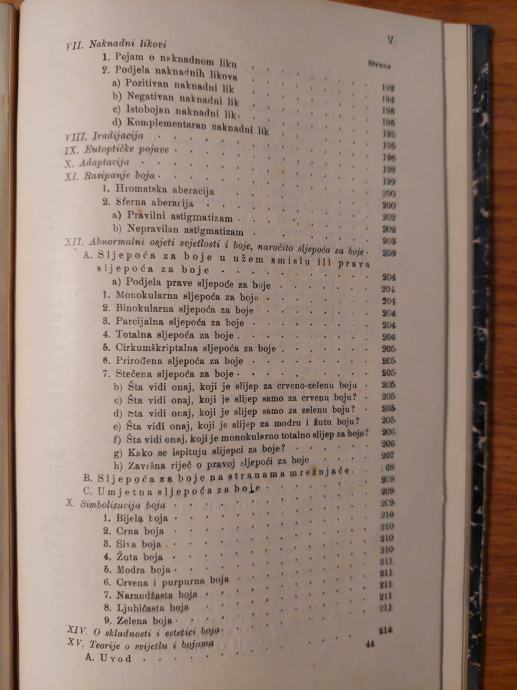 V
Strana
VII. Naknadni likovi
1. Pojam o naknadnom liku
2. Podjela naknadnih likova 193
a) Pozitivan naknadni lik 194
b) Negativan naknadni lik 195
c) Istobojan naknadni lik 195
d) Komplementaran naknadni lik 195
VIII. Iradijacija 195
IX. Entoptičke pojave 196
X. Adaptacija 198
XI. Rasipanje boja 199
1. Hromatska aberacija 200
2. Sferna aberacija 200
a) Pravilni astigmatizam 202
b) Nepravilan astigmatizam 202
XII. Abnormalni osjeti svjetlosti i boje, naročito sljepoća za boje 203
A. Sljepoća za boje u užem smislu ili prava
sljepoća za boje 204
a) Podjela prave sljepoće za boje 204
1. Monokularna sljepoća za boje 204
2. Binokularna sljepoća za boje 204
3. Parcijalna sljepoća za boje 204
4. Totalna sljepoća za boje 204
5. Cirkumškriptalna sljepoća za boje 205
6. Prirođena sljepoća za boje 205
7. Stečena sljepoća za boje 205
b) Šta vidi onaj, koji je slijep za crveno-zelenu boju 205
c) Šta vidi onaj, koji je slijep samo za crvenu boju? 205
d) Šta vidi onaj, koji je slijep samo za zelenu boju? 205
e) Šta vidi onaj, koji je slijep za modru i žutu boju? 205
f) Šta vidi onaj, koji je monokularno totalno slijep za boje? 206
g) Kako se ispituju slijepci za boje? 206
h) Završna riječ o pravoj sljepoći za boje 207
B. Sljepoća za boje na stranama mrežnjače 08
C. Umjetna sljepoća za boje 209
X. Simbolizacija boja 209
1. Bijela boja 210
2. Crna boja 210
3. Siva boja 210
4. Žuta boja 210
5. Modra boja 211
6. Crvena i purpurna boja 211
7. Narandžasta boja 211
8. Ljubičasta boja 211
9. Zelena boja 211
XIV. O skladnosti i estetici boja 214
XV. Teorije o svijetlu i bojama 44
A. Uvod